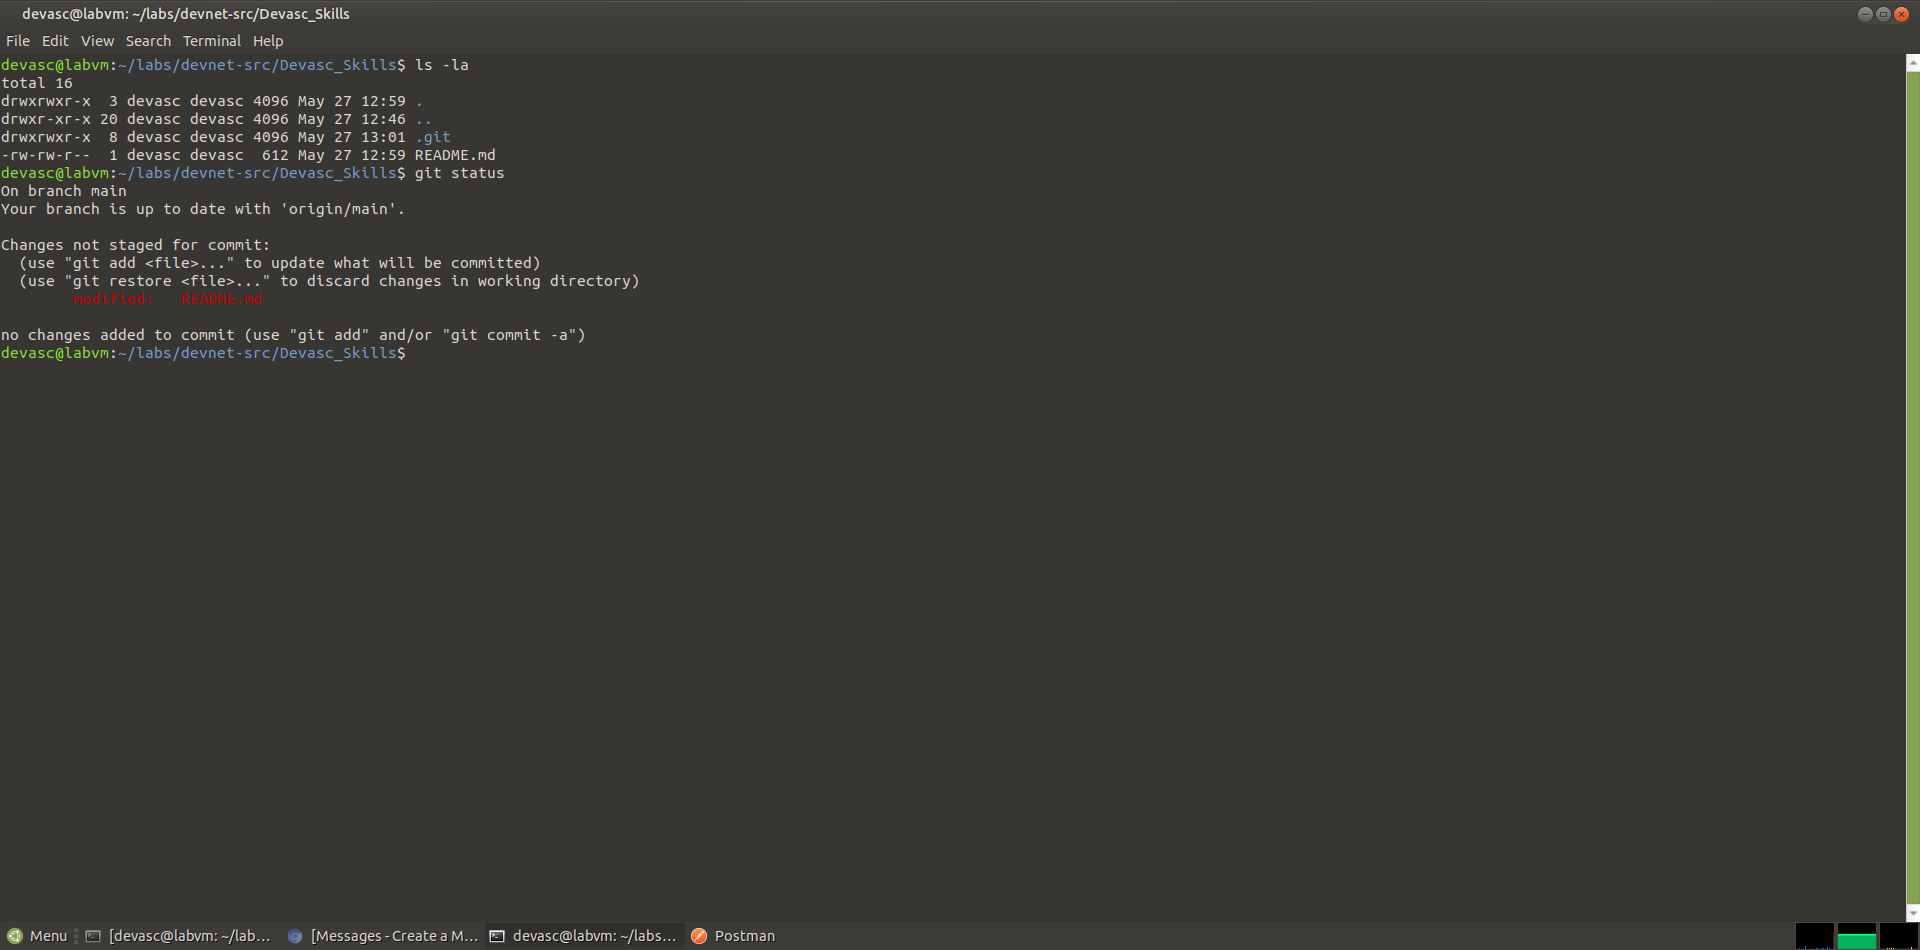 devasc@labvm: ~/labs/devnet-src/Devasc_Skills
File Edit View Search Terminal Help
devasc@labvm:~/labs/devnet-src/Devasc_Skills$ ls -la
total 16
drwxrwxr-x  3 devasc devasc 4096 May 27 12:59 .
drwxr-xr-x 20 devasc devasc 4096 May 27 12:46 ..
drwxrwxr-x  8 devasc devasc 4096 May 27 13:01 .git
-rw-rw-r--  1 devasc devasc  612 May 27 12:59 README.md
devasc@labvm:~/labs/devnet-src/Devasc_Skills$ git status
On branch main
Your branch is up to date with 'origin/main'.
Changes not staged for commit:
  (use "git add <file>..." to update what will be committed)
  (use "git restore <file>..." to discard changes in working directory)
        modified:   README.md
no changes added to commit (use "git add" and/or "git commit -a")
devasc@labvm:~/labs/devnet-src/Devasc_Skills$
Menu [devasc@labvm: ~/lab... [Messages - Create a M... devasc@labvm: ~/labs... Postman